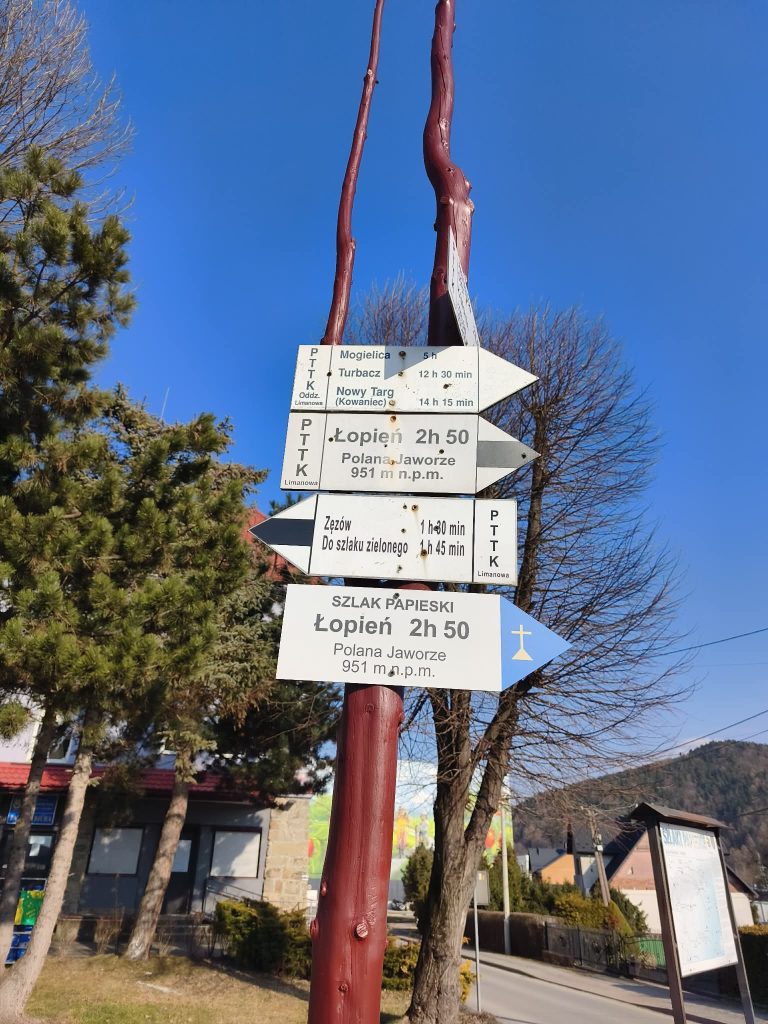 PTTK
Oddz.
Limanowa
Mogielica 5 h
Turbacz 12 h 30 min
Nowy Targ
(Kowaniec) 14 h 15 min
PTTK
Limanowa
Łopień 2h 50
Polana Jaworze
951 m n.p.m.
Zęzów 1 h 30 min
Do szlaku zielonego 1 h 45 min
PTTK
Limanowa
SZLAK PAPIESKI
Łopień 2h 50
Polana Jaworze
951 m n.p.m.